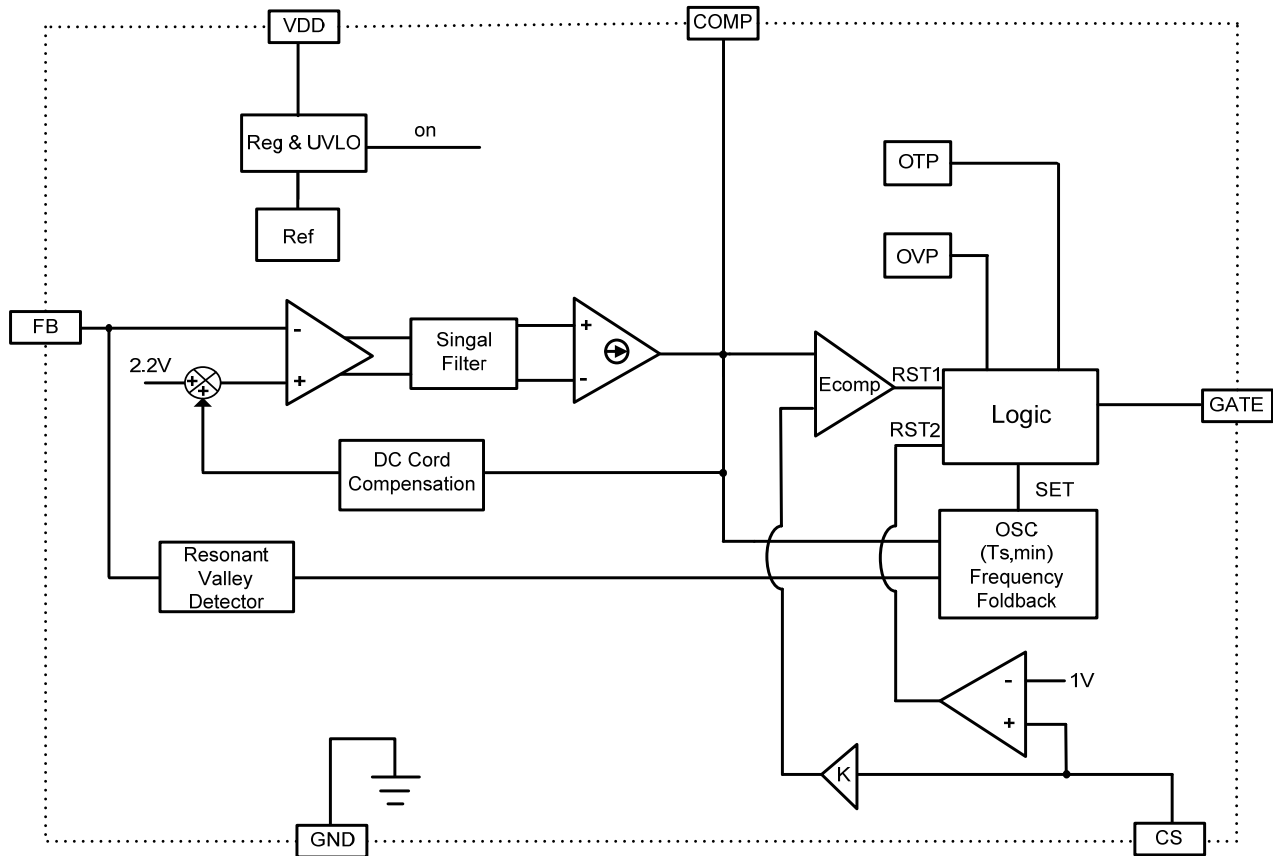 VDD
COMP
Reg & UVLO
on
Ref
OTP
OVP
FB
2.2V
+
+
-
+
Singal
Filter
+
-
Ecomp
RST1
RST2
Logic
GATE
DC Cord
Compensation
SET
Resonant
Valley
Detector
OSC
(Ts,min)
Frequency
Foldback
-
1V
+
K
GND
CS